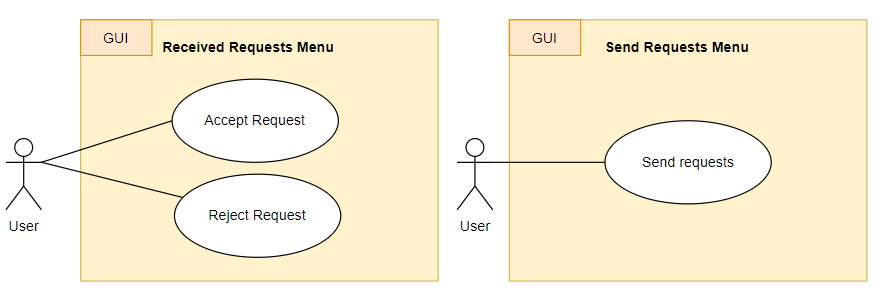 GUI
Received Requests Menu
Accept Request
Reject Request
User
GUI
Send Requests Menu
Send requests
User